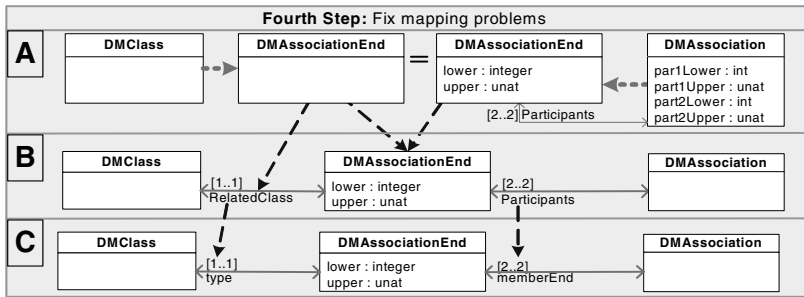 Fourth Step: Fix mapping problems
A
DMClass
DMAssociationEnd
=
DMAssociationEnd
lower : integer
upper : unat
DMAssociation
par1Lower : int
part1Upper : unat
part2Lower : int
part2Upper : unat
[2..2] Participants
B
DMClass
[1..1]
RelatedClass
DMAssociationEnd
lower : integer
upper : unat
[2..2]
Participants
DMAssociation
C
DMClass
[1..1]
type
DMAssociationEnd
lower : integer
upper : unat
[2..2]
memberEnd
DMAssociation